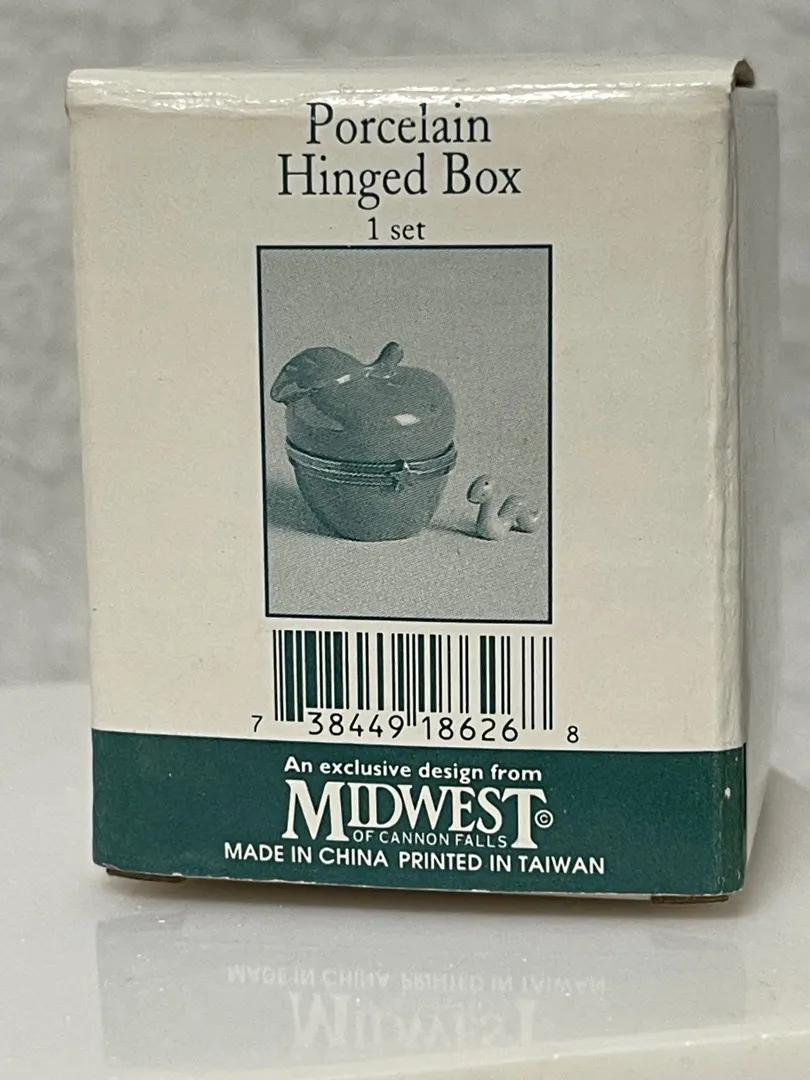 Porcelain
Hinged Box
1 set
7 38449 18626 8
An exclusive design from
MIDWEST©
OF CANNON FALLS
MADE IN CHINA PRINTED IN TAIWAN